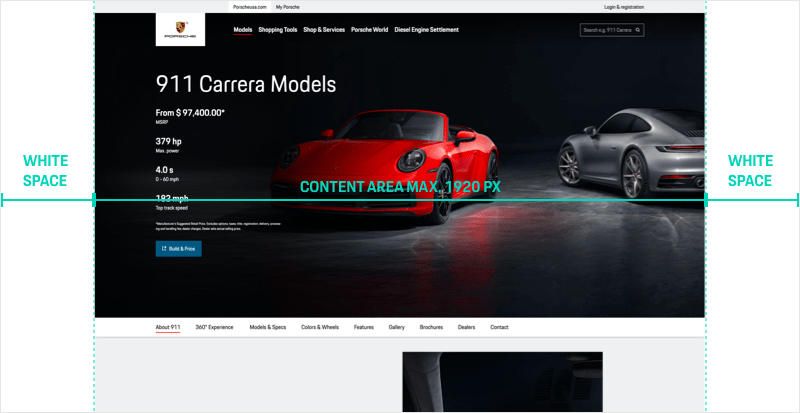 Porscheusa.com
My Porsche
Login & registration
PORSCHE
Models
Shopping Tools
Shop & Services
Porsche World
Diesel Engine Settlement
Search e.g. 911 Carrera
911 Carrera Models
From $ 97,400.00*
MSRP
379 hp
Max. power
4.0 s
0 - 60 mph
WHITE
SPACE
CONTENT AREA MAX. 1920 PX
WHITE
SPACE
182 mph
Top track speed
*Manufacturer's Suggested Retail Price. Excludes options; taxes; title; registration; delivery, process-
ing and handling fee; dealer charges. Dealer sets actual selling price.
Build & Price
About 911
360° Experience
Models & Specs
Colors & Wheels
Features
Gallery
Brochures
Dealers
Contact